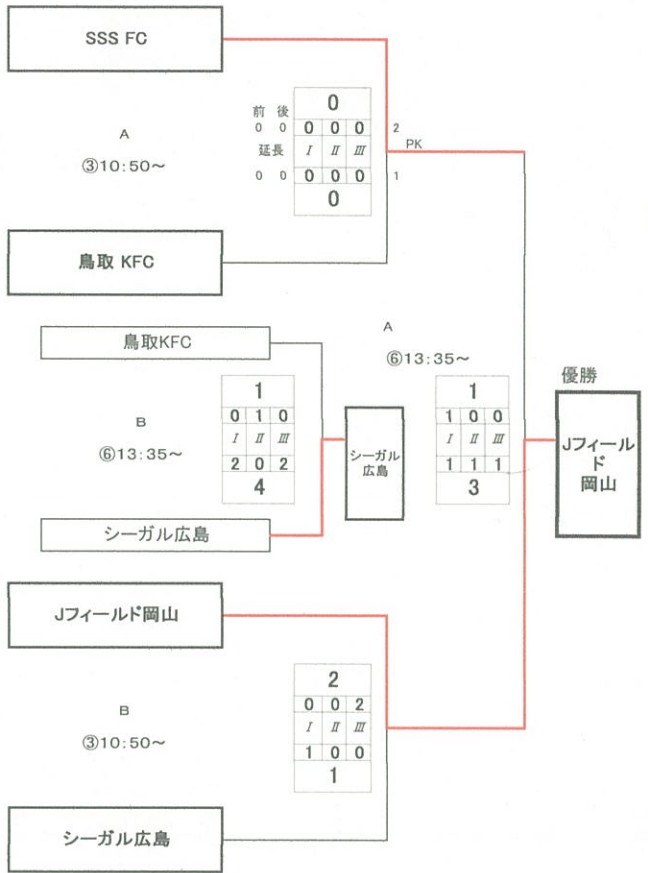 SSS FC
0
前 後
0 0 0 0 0 2
A
延長 I II III PK
③10:50～
0 0 0 0 0 1
0
鳥取 KFC
鳥取KFC
A
⑥13:35～
1
0 1 0
B
I II III
⑥13:35～
2 0 2
4
シーガル
広島
1
1 0 0
I II III
1 1 1
3
優勝
Jフィール
ド
岡山
シーガル広島
Jフィールド岡山
2
0 0 2
B
I II III
③10:50～
1 0 0
1
シーガル広島